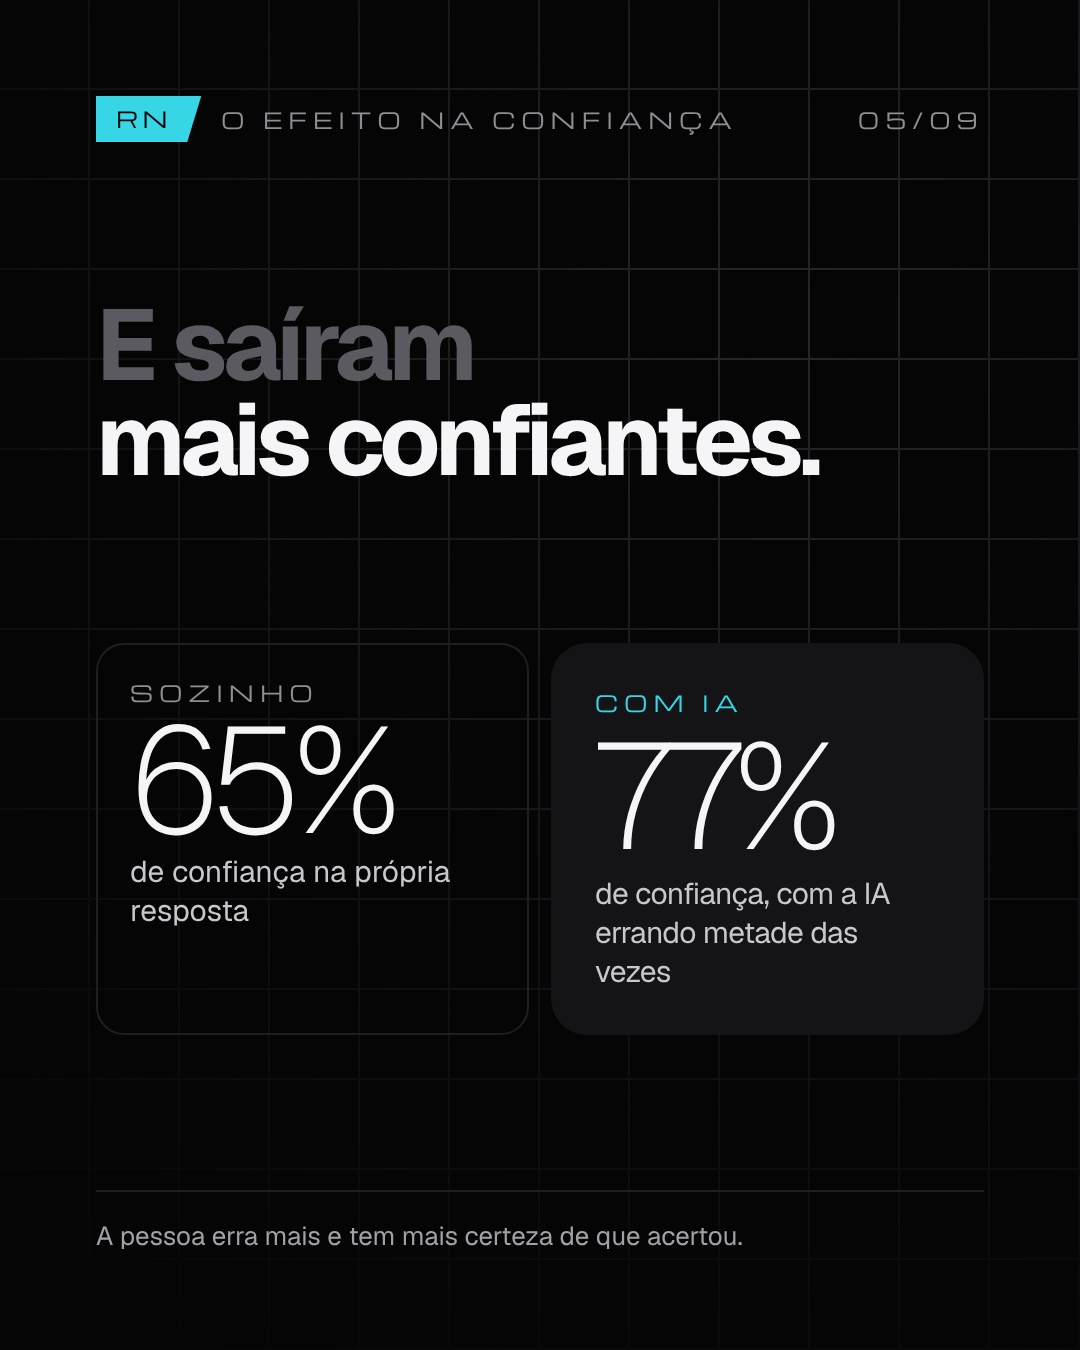 RN O EFEITO NA CONFIANÇA 05/09
E saíram
mais confiantes.
SOZINHO
65%
de confiança na própria
resposta
COM IA
77%
de confiança, com a IA
errando metade das
vezes
A pessoa erra mais e tem mais certeza de que acertou.